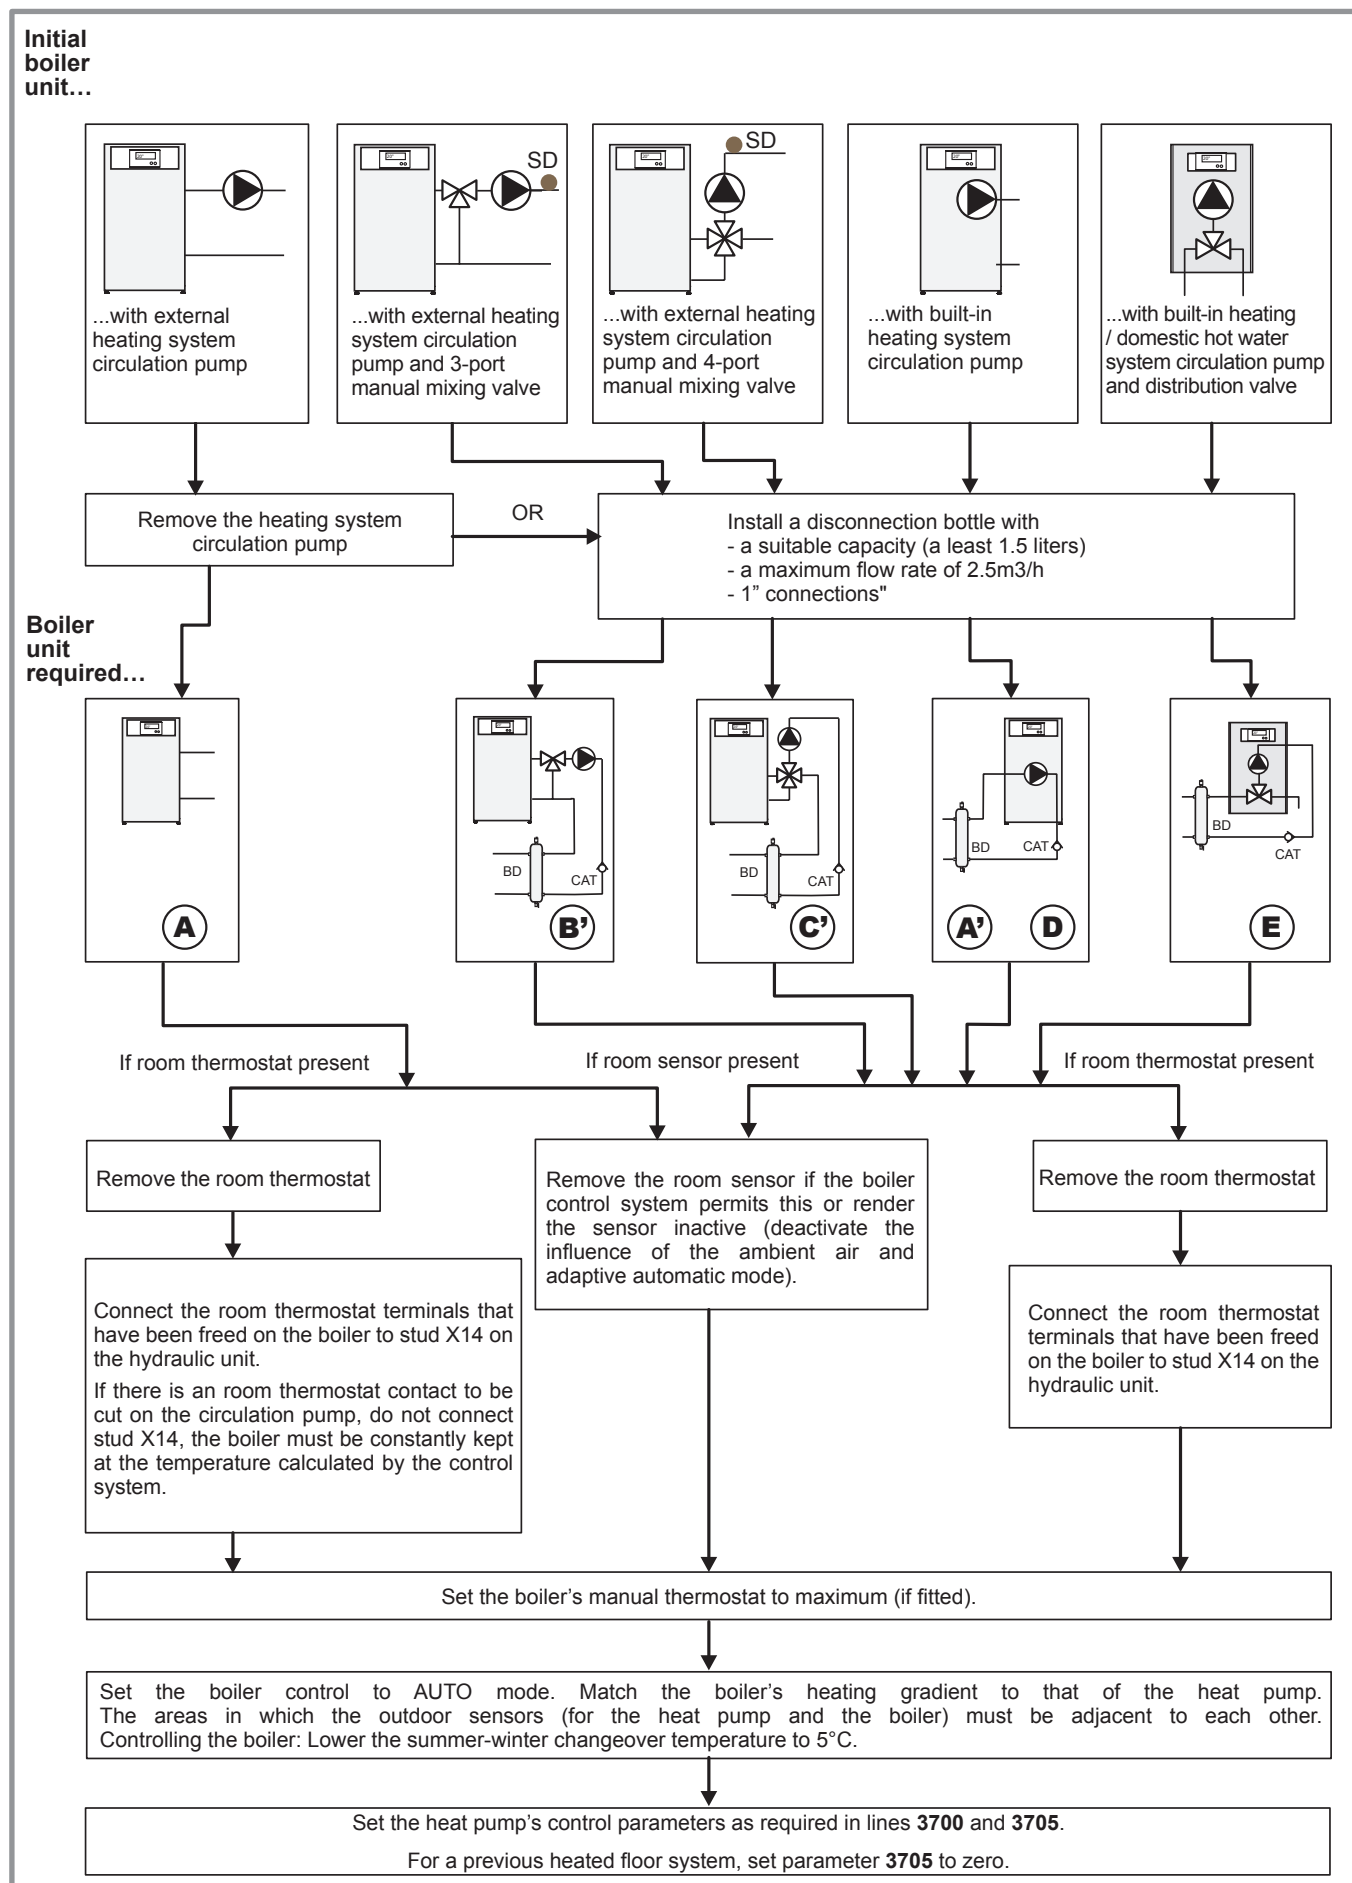 Initial
boiler
unit…
SD
SD
...with external
heating system
circulation pump
...with external heating
system circulation
pump and 3-port
manual mixing valve
...with external heating
system circulation
pump and 4-port
manual mixing valve
...with built-in
heating system
circulation pump
...with built-in heating
/ domestic hot water
system circulation pump
and distribution valve
Remove the heating system
circulation pump
OR
Install a disconnection bottle with
- a suitable capacity (a least 1.5 liters)
- a maximum flow rate of 2.5m3/h
- 1” connections"
Boiler
unit
required…
A
BD
CAT
B’
BD
CAT
C’
BD
CAT
A’
D
BD
CAT
E
If room thermostat present
If room sensor present
If room thermostat present
Remove the room thermostat
Remove the room sensor if the boiler
control system permits this or render
the sensor inactive (deactivate the
influence of the ambient air and
adaptive automatic mode).
Remove the room thermostat
Connect the room thermostat terminals that
have been freed on the boiler to stud X14 on
the hydraulic unit.
If there is an room thermostat contact to be
cut on the circulation pump, do not connect
stud X14, the boiler must be constantly kept
at the temperature calculated by the control
system.
Connect the room thermostat
terminals that have been freed
on the boiler to stud X14 on the
hydraulic unit.
Set the boiler’s manual thermostat to maximum (if fitted).
Set the boiler control to AUTO mode. Match the boiler’s heating gradient to that of the heat pump.
The areas in which the outdoor sensors (for the heat pump and the boiler) must be adjacent to each other.
Controlling the boiler: Lower the summer-winter changeover temperature to 5°C.
Set the heat pump’s control parameters as required in lines 3700 and 3705.
For a previous heated floor system, set parameter 3705 to zero.